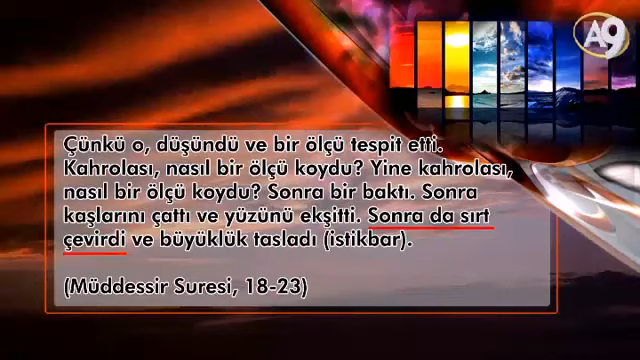 A9
Çünkü o, düşündü ve bir ölçü tespit etti.
Kahrolası, nasıl bir ölçü koydu? Yine kahrolası,
nasıl bir ölçü koydu? Sonra bir baktı. Sonra
kaşlarını çattı ve yüzünü ekşitti. Sonra da sırt
çevirdi ve büyüklük tasladı (istikbar).
(Müddessir Suresi, 18-23)